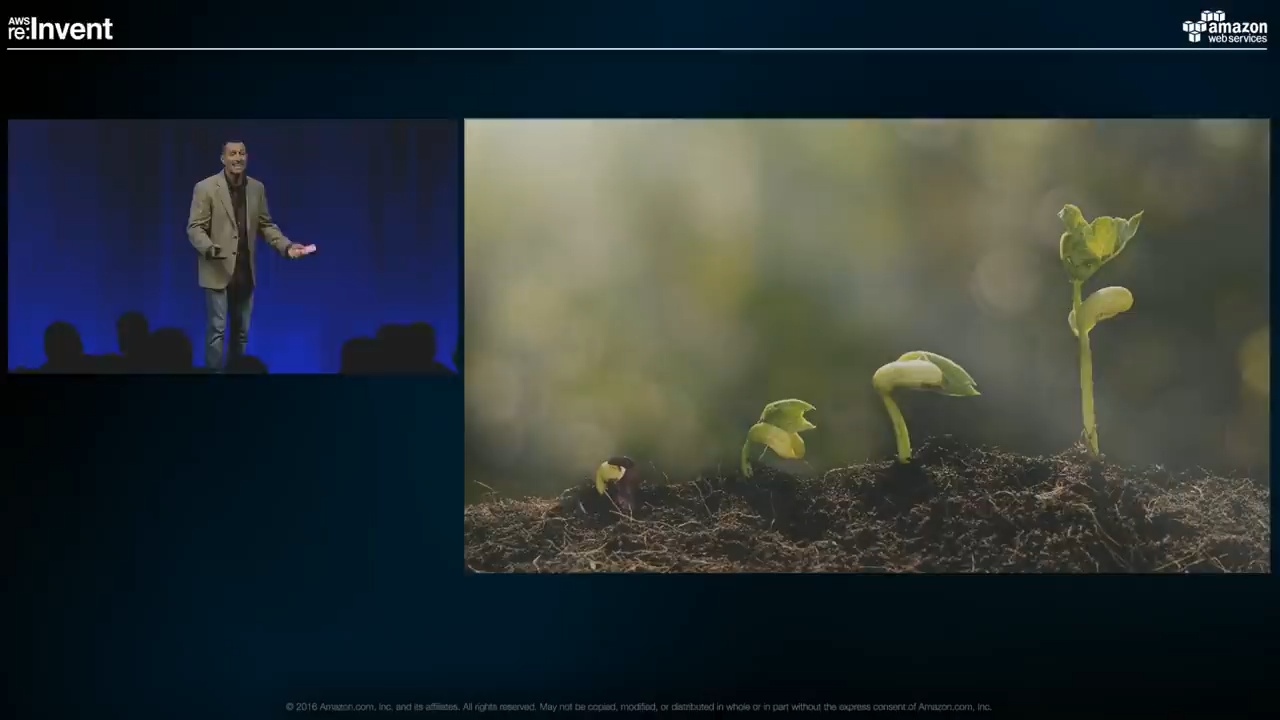 AWS
re:Invent
amazon
web services
© 2016 Amazon.com, Inc. and its affiliates. All rights reserved. May not be copied, modified, or distributed in whole or in part without the express consent of Amazon.com, Inc.